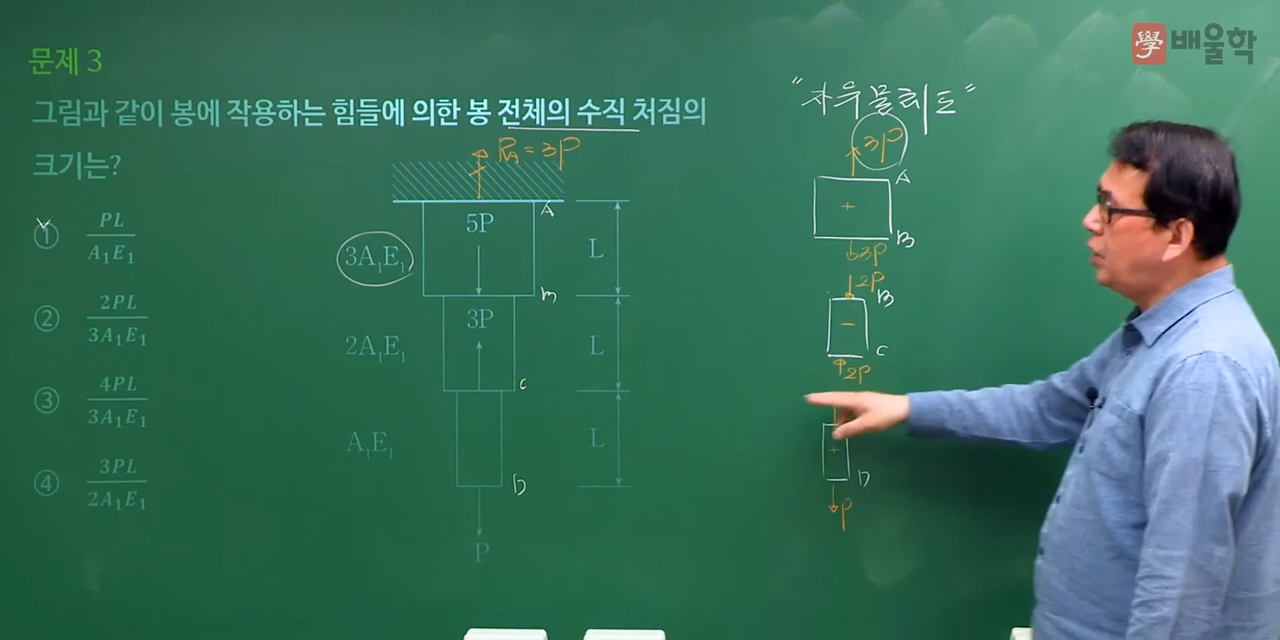 學 배울학
문제 3
그림과 같이 봉에 작용하는 힘들에 의한 봉 전체의 수직 처짐의
크기는?
① PL / A₁E₁
② 2PL / 3A₁E₁
③ 4PL / 3A₁E₁
④ 3PL / 2A₁E₁
R_A = 3P
A
5P
3A₁E₁
L
B
3P
2A₁E₁
L
C
A₁E₁
L
D
P
"자유물체도"
3P
A
+
B
3P
2P
B
−
C
2P
+
D
P